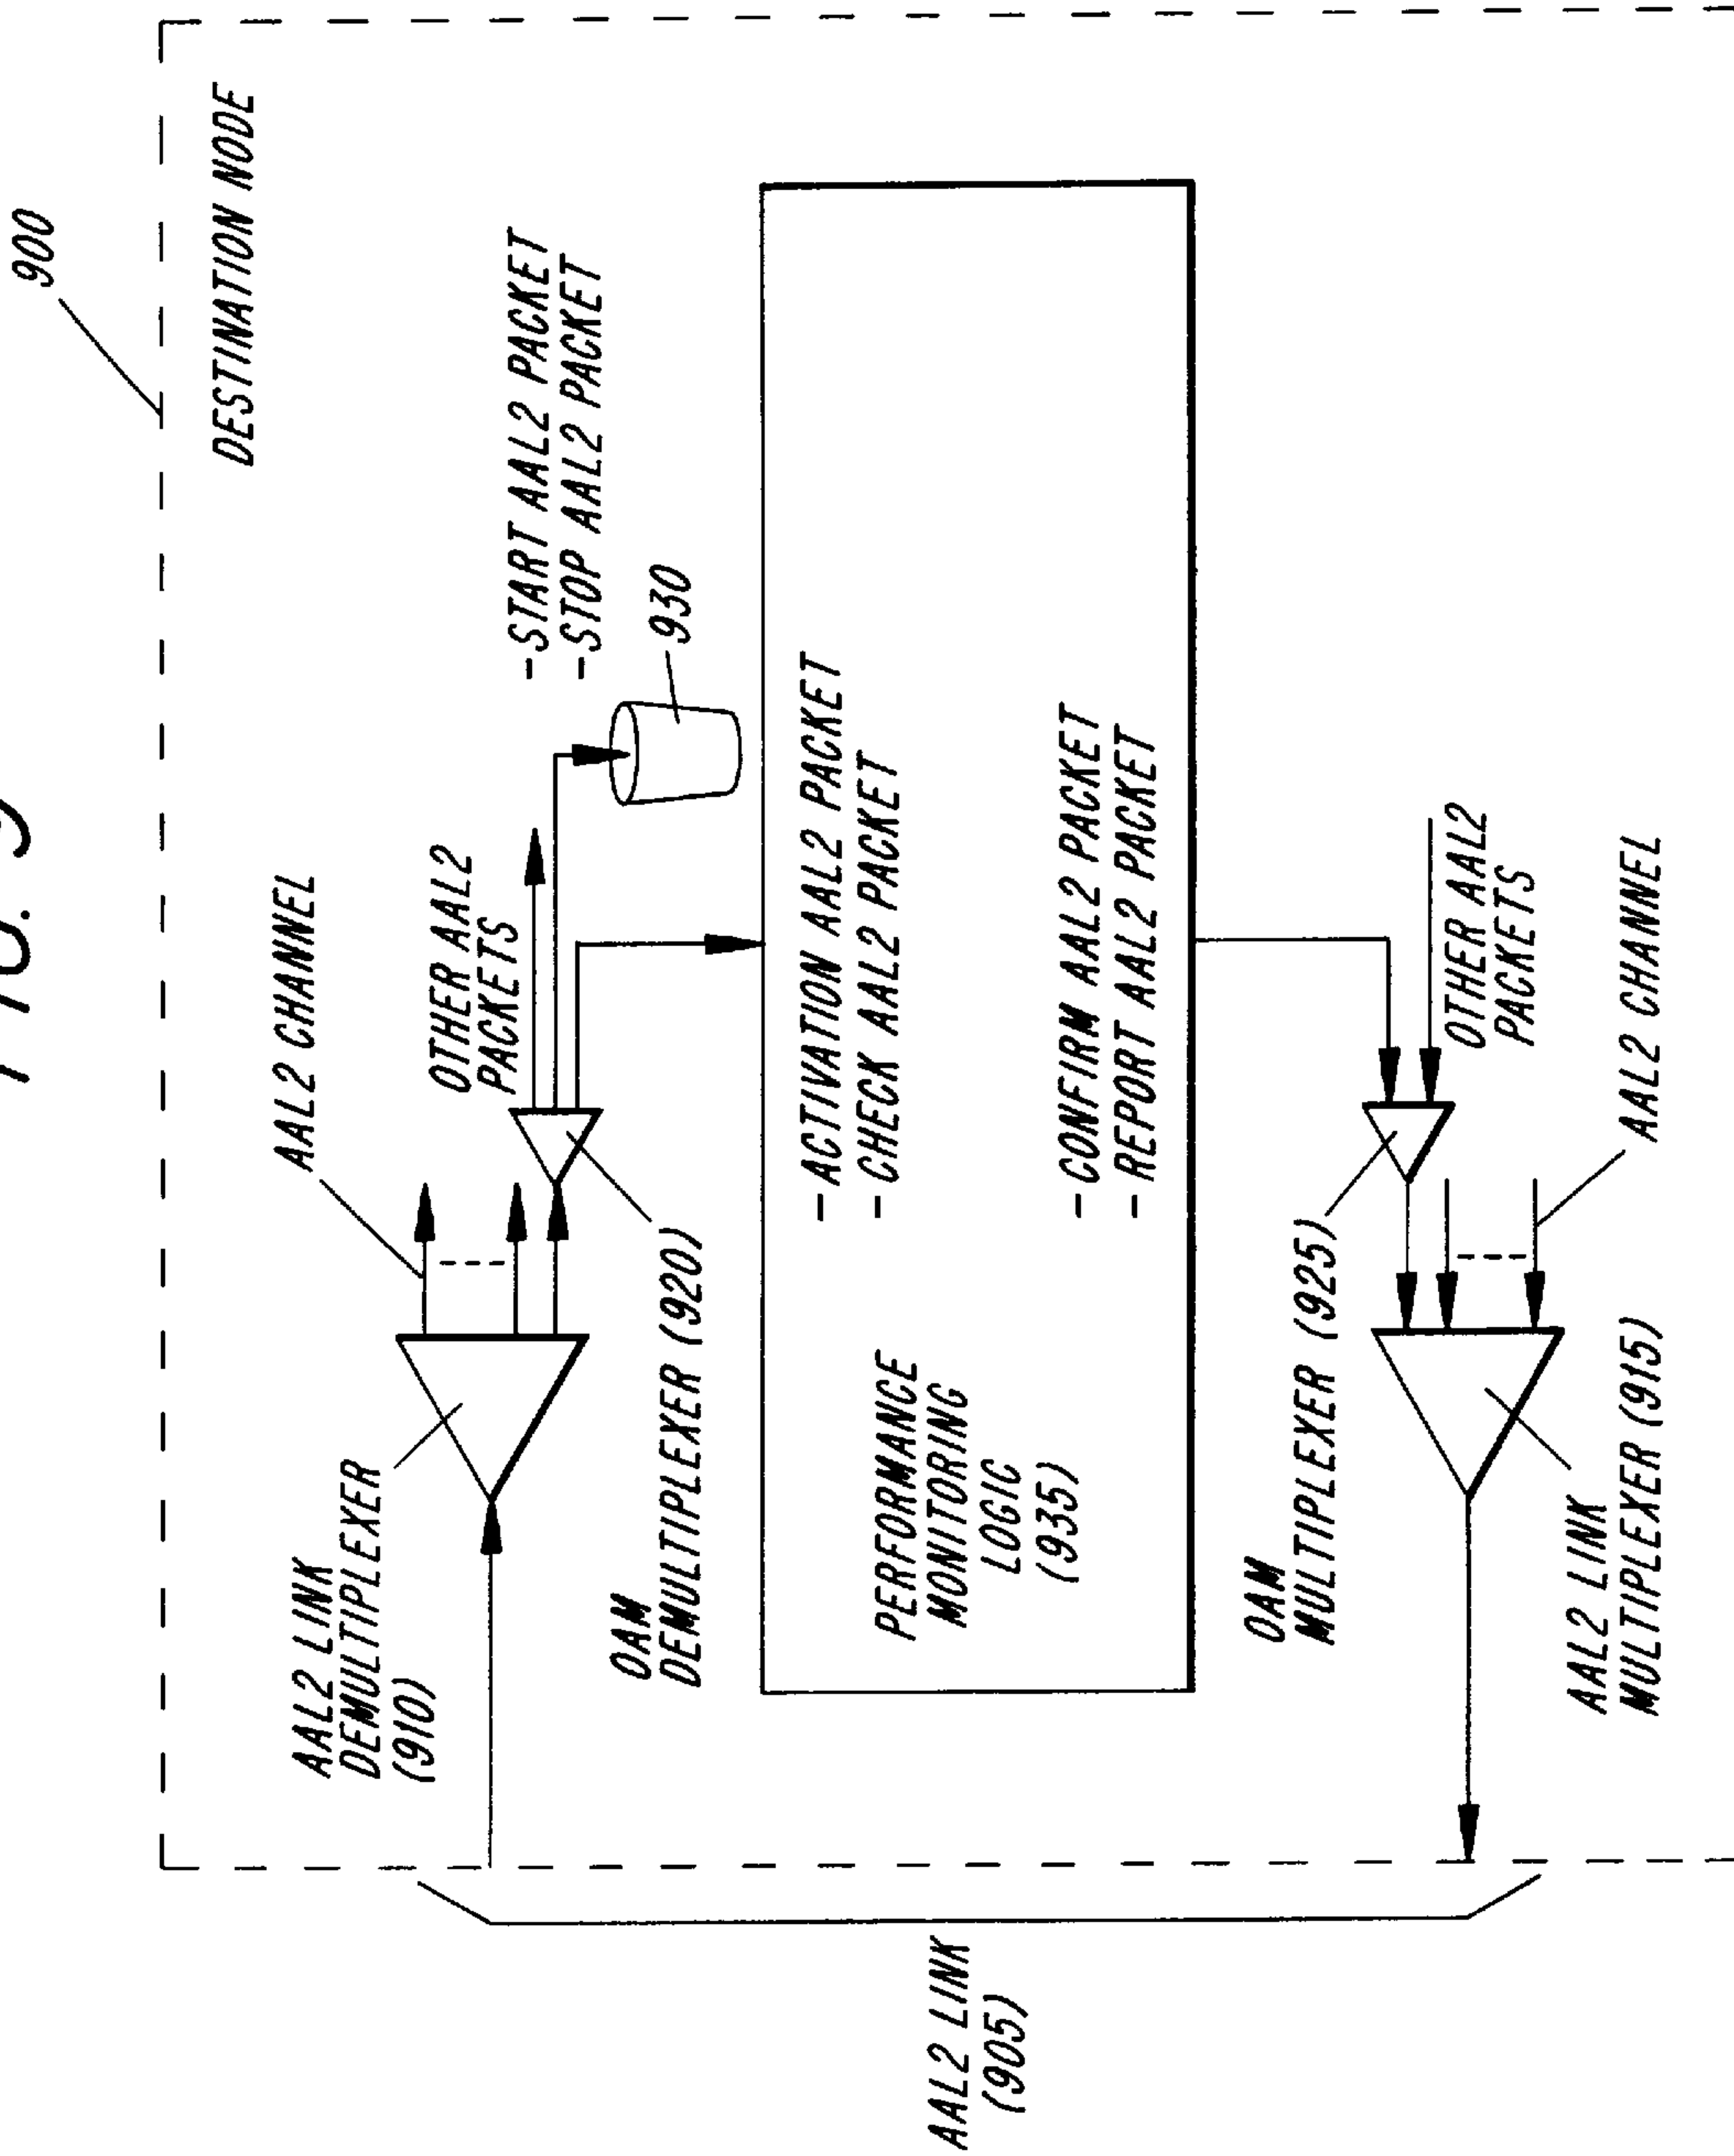 FIG. 9
900
DESTINATION NODE
AAL2 LINK
DEMULTIPLEXER
(910)
AAL2 CHANNEL
OTHER AAL2
PACKETS
-START AAL2 PACKET
-STOP AAL2 PACKET
930
OAM
DEMULTIPLEXER (920)
-ACTIVATION AAL2 PACKET
-CHECK AAL2 PACKET
PERFORMANCE
MONITORING
LOGIC
(935)
-CONFIRM AAL2 PACKET
-REPORT AAL2 PACKET
AAL2 LINK
(905)
OAM
MULTIPLEXER (925)
OTHER AAL2
PACKETS
AAL2 CHANNEL
AAL2 LINK
MULTIPLEXER (915)